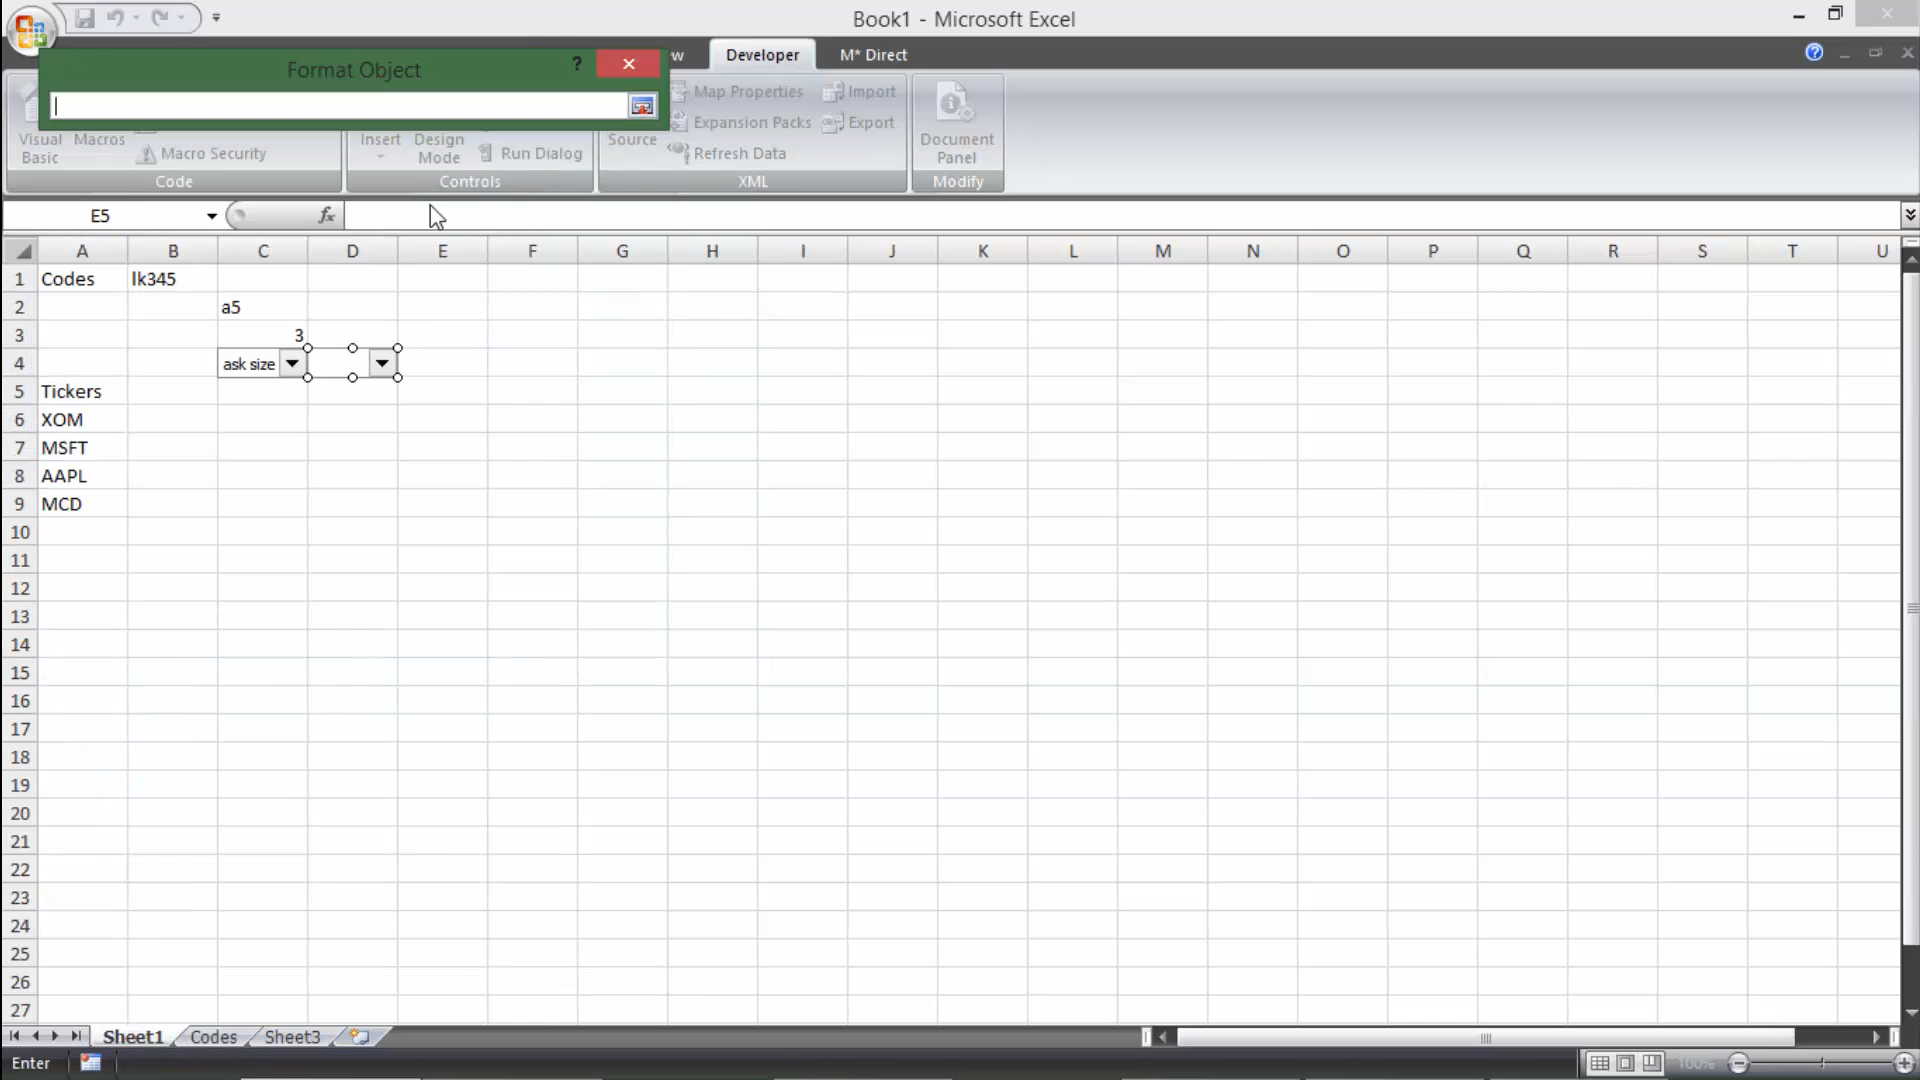 Book1 - Microsoft Excel
Format Object ?
w Developer M* Direct
Map Properties Import
Visual Basic Macros Insert Design Mode Source Expansion Packs Export Document Panel
Macro Security Run Dialog Refresh Data
Code Controls XML Modify
E5 fx
A B C D E F G H I J K L M N O P Q R S T U
1 Codes lk345
2 a5
3 3
4 ask size
5 Tickers
6 XOM
7 MSFT
8 AAPL
9 MCD
10
11
12
13
14
15
16
17
18
19
20
21
22
23
24
25
26
27
Sheet1 Codes Sheet3
Enter 100%